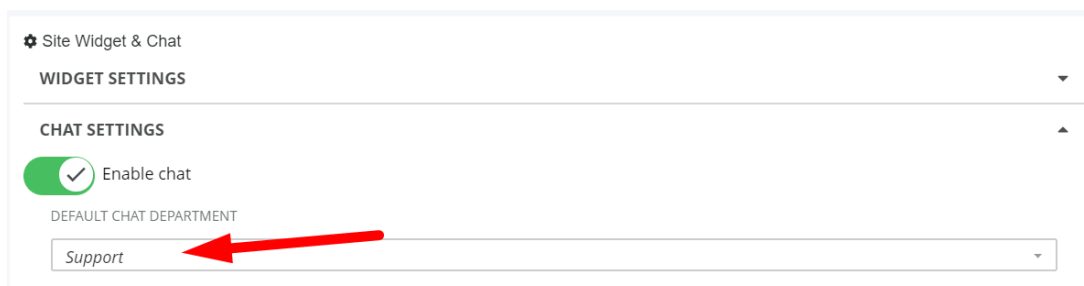 Site Widget & Chat
WIDGET SETTINGS
CHAT SETTINGS
Enable chat
DEFAULT CHAT DEPARTMENT
Support